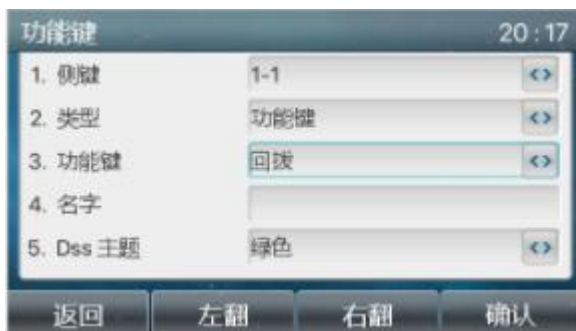 功能键 20:17
1. 侧键 1-1
2. 类型 功能键
3. 功能键 回拨
4. 名字
5. Dss 主题 绿色
返回 左翻 右翻 确认